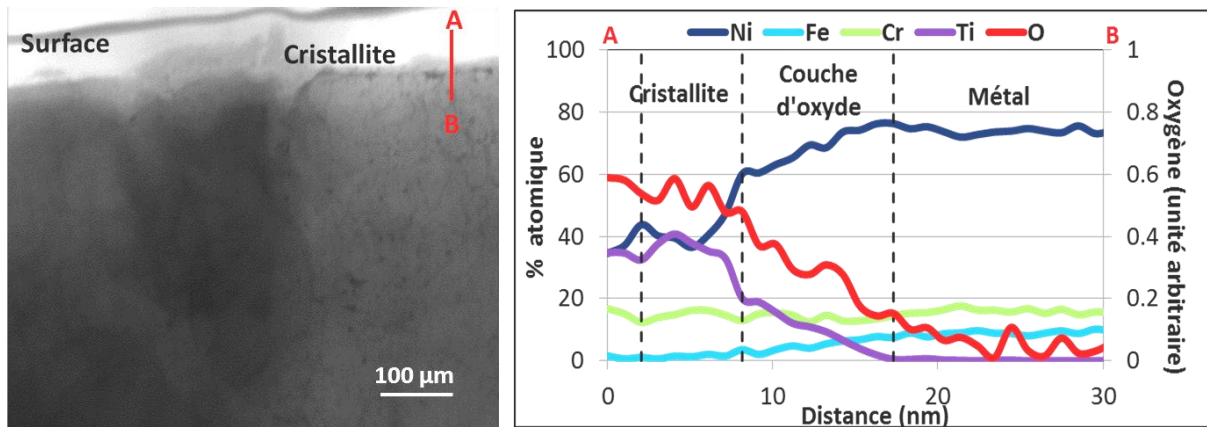 Surface
Cristallite
A
B
100 µm
A
Ni Fe Cr Ti O
B
100
80
60
40
20
0
% atomique
Cristallite
Couche
d'oxyde
Métal
1
0.8
0.6
0.4
0.2
0
Oxygène (unité arbitraire)
0 10 20 30
Distance (nm)